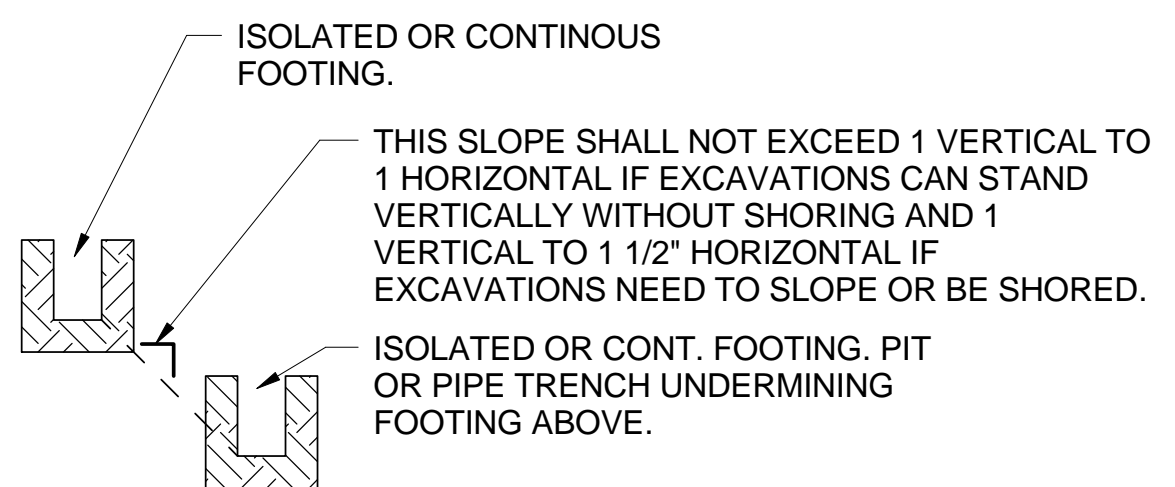 ISOLATED OR CONTINOUS
FOOTING.
THIS SLOPE SHALL NOT EXCEED 1 VERTICAL TO
1 HORIZONTAL IF EXCAVATIONS CAN STAND
VERTICALLY WITHOUT SHORING AND 1
VERTICAL TO 1 1/2" HORIZONTAL IF
EXCAVATIONS NEED TO SLOPE OR BE SHORED.
ISOLATED OR CONT. FOOTING. PIT
OR PIPE TRENCH UNDERMINING
FOOTING ABOVE.